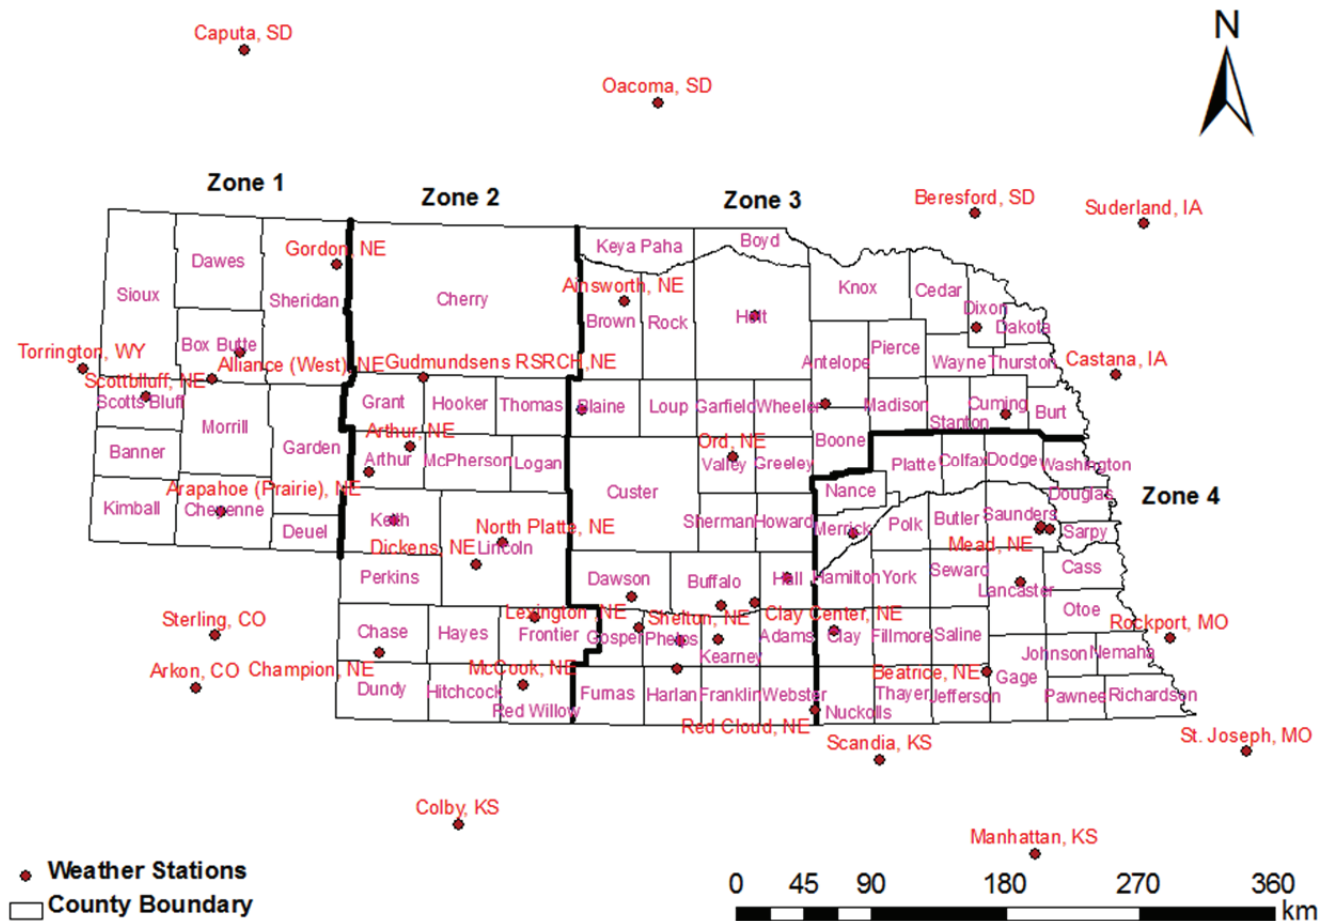 Caputa, SD
N
Oacoma, SD
Zone 1
Zone 2
Zone 3
Beresford, SD
Suderland, IA
Gordon, NE
Keya Paha
Boyd
Dawes
Sioux
Sheridan
Cherry
Ainsworth, NE
Knox
Cedar
Brown
Rock
Holt
Dixon
Dakota
Torrington, WY
Box Butte
Alliance (West), NE
Gudmundsens RSRCH,NE
Antelope
Pierce
Wayne
Thurston
Castana, IA
Scottbluff, NE
Scotts Bluff
Grant
Hooker
Thomas
Blaine
Loup
Garfield
Wheeler
Madison
Stanton
Cuming
Burt
Morrill
Banner
Garden
Arthur, NE
Arthur
McPherson
Logan
Ord, NE
Valley
Greeley
Boone
Platte
Colfax
Dodge
Washington
Arapahoe (Prairie), NE
Kimball
Cheyenne
Deuel
Keith
Custer
Nance
Douglas
Zone 4
North Platte, NE
Dickens, NE
Lincoln
Sherman
Howard
Merrick
Polk
Butler
Saunders
Mead, NE
Sarpy
Perkins
Dawson
Buffalo
Hall
Hamilton
York
Seward
Lancaster
Cass
Otoe
Sterling, CO
Chase
Hayes
Lexington ,NE
Frontier
Gosper
Shelton, NE
Phelps
Kearney
Clay Center, NE
Adams
Clay
Fillmore
Saline
Rockport, MO
Arkon, CO
Champion, NE
McCook, NE
Beatrice, NE
Johnson
Nemaha
Dundy
Hitchcock
Red Willow
Furnas
Harlan
Franklin
Webster
Nuckolls
Thayer
Jefferson
Gage
Pawnee
Richardson
Red Cloud, NE
Scandia, KS
St. Joseph, MO
Colby, KS
Manhattan, KS
Weather Stations
County Boundary
0 45 90 180 270 360
km